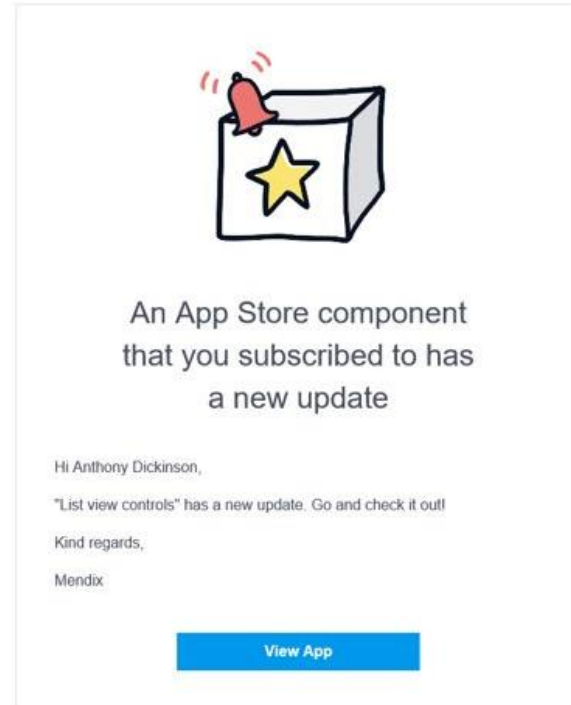 An App Store component
that you subscribed to has
a new update
Hi Anthony Dickinson,
"List view controls" has a new update. Go and check it out!
Kind regards,
Mendix
View App